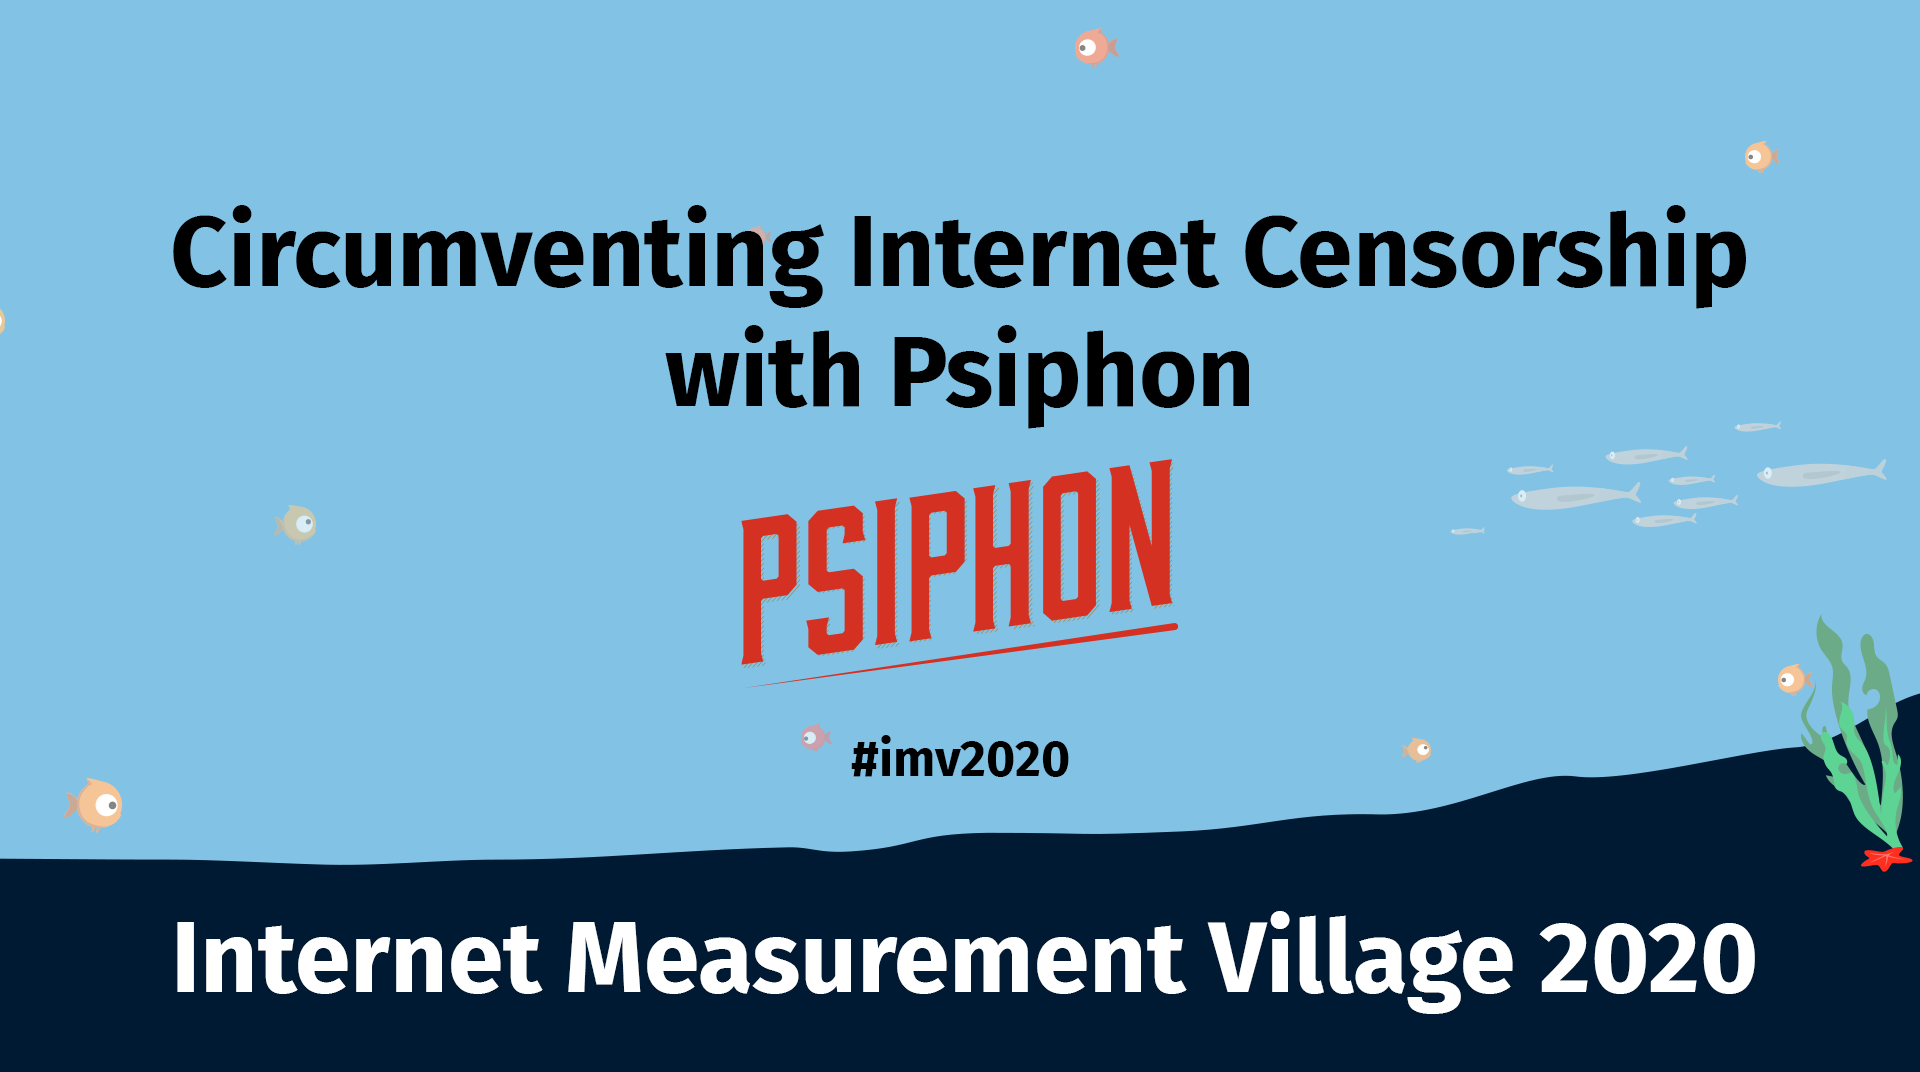 Circumventing Internet Censorship
with Psiphon
PSIPHON
#imv2020
Internet Measurement Village 2020